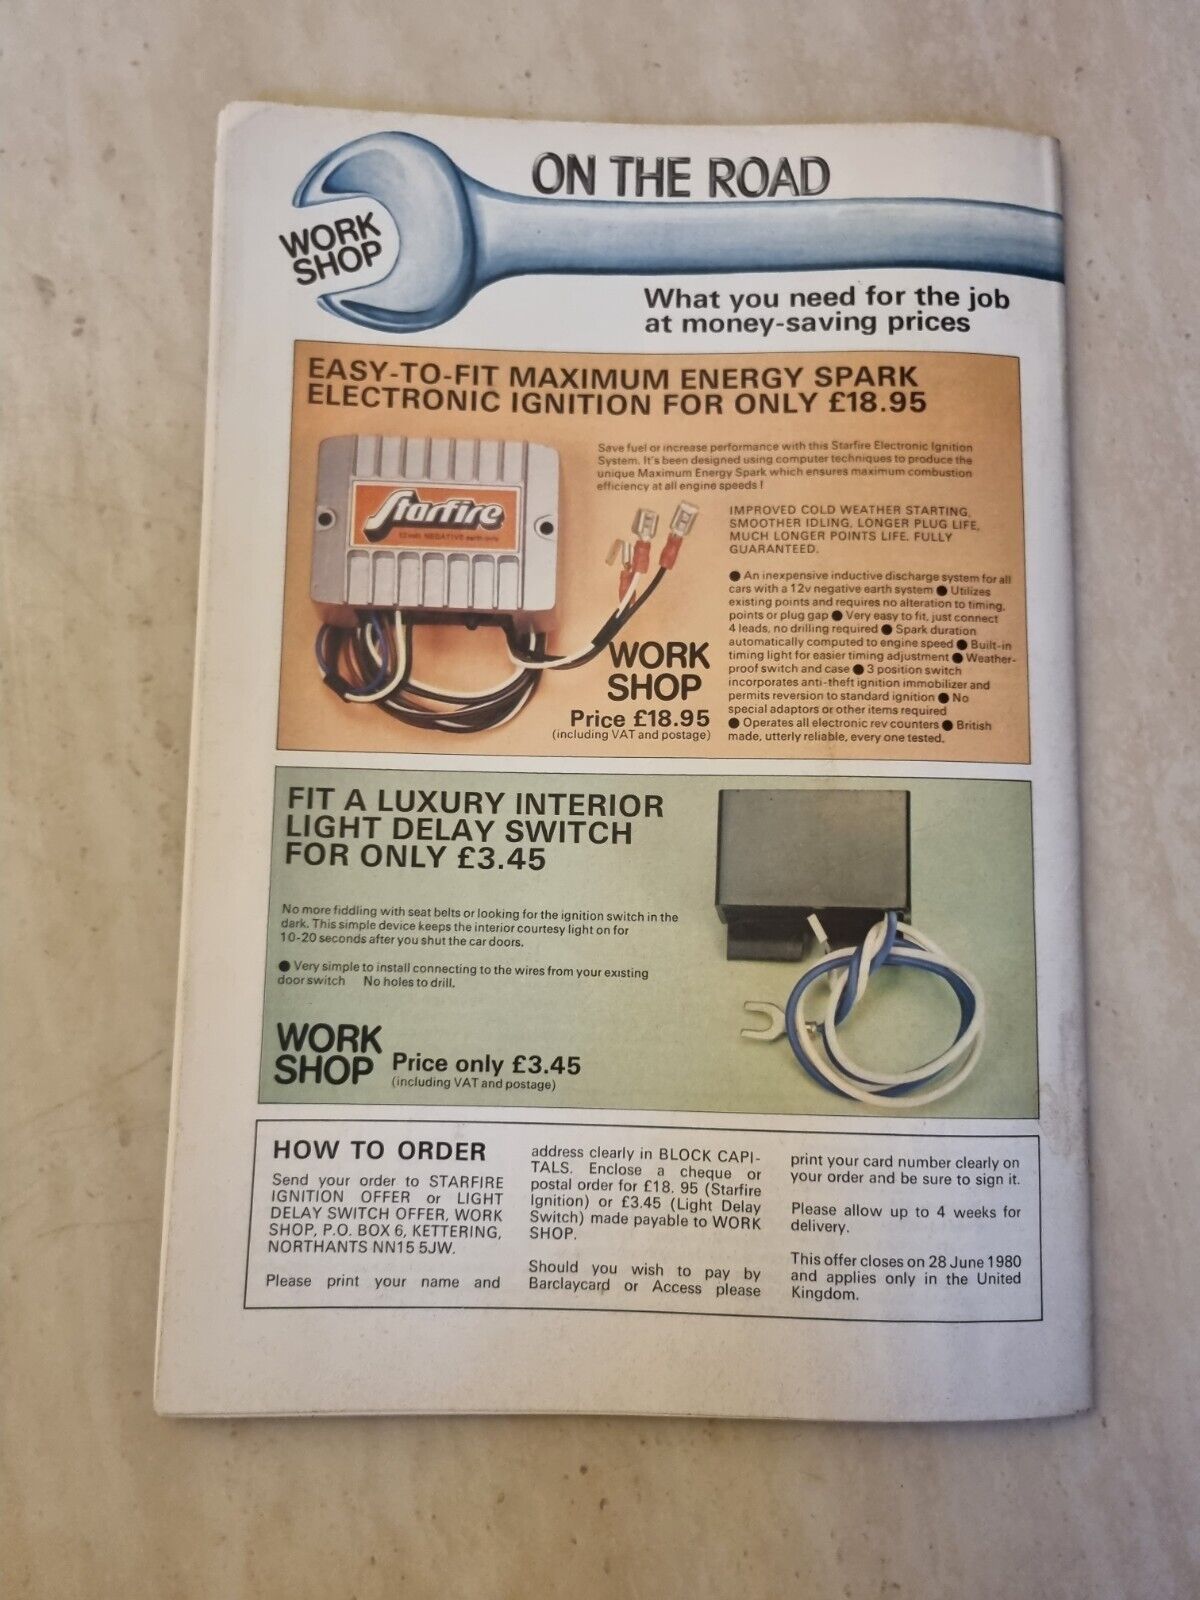 ON THE ROAD
WORK
SHOP
What you need for the job
at money-saving prices
EASY-TO-FIT MAXIMUM ENERGY SPARK
ELECTRONIC IGNITION FOR ONLY £18.95
Save fuel or increase performance with this Starfire Electronic Ignition
System. It's been designed using computer techniques to produce the
unique Maximum Energy Spark which ensures maximum combustion
efficiency at all engine speeds!
Starfire
12 volt NEGATIVE earth only
IMPROVED COLD WEATHER STARTING,
SMOOTHER IDLING, LONGER PLUG LIFE,
MUCH LONGER POINTS LIFE. FULLY
GUARANTEED.
● An inexpensive inductive discharge system for all
cars with a 12v negative earth system ● Utilizes
existing points and requires no alteration to timing,
points or plug gap ● Very easy to fit, just connect
4 leads, no drilling required ● Spark duration
automatically computed to engine speed ● Built-in
timing light for easier timing adjustment ● Weather-
proof switch and case ● 3 position switch
incorporates anti-theft ignition immobilizer and
permits reversion to standard ignition ● No
special adaptors or other items required
● Operates all electronic rev counters ● British
made, utterly reliable, every one tested.
WORK
SHOP
Price £18.95
(including VAT and postage)
FIT A LUXURY INTERIOR
LIGHT DELAY SWITCH
FOR ONLY £3.45
No more fiddling with seat belts or looking for the ignition switch in the
dark. This simple device keeps the interior courtesy light on for
10-20 seconds after you shut the car doors.
● Very simple to install connecting to the wires from your existing
door switch No holes to drill.
WORK
SHOP
Price only £3.45
(including VAT and postage)
HOW TO ORDER
Send your order to STARFIRE
IGNITION OFFER or LIGHT
DELAY SWITCH OFFER, WORK
SHOP, P.O. BOX 6, KETTERING,
NORTHANTS NN15 5JW.
Please print your name and
address clearly in BLOCK CAPI-
TALS. Enclose a cheque or
postal order for £18. 95 (Starfire
Ignition) or £3.45 (Light Delay
Switch) made payable to WORK
SHOP.
Should you wish to pay by
Barclaycard or Access please
print your card number clearly on
your order and be sure to sign it.
Please allow up to 4 weeks for
delivery.
This offer closes on 28 June 1980
and applies only in the United
Kingdom.